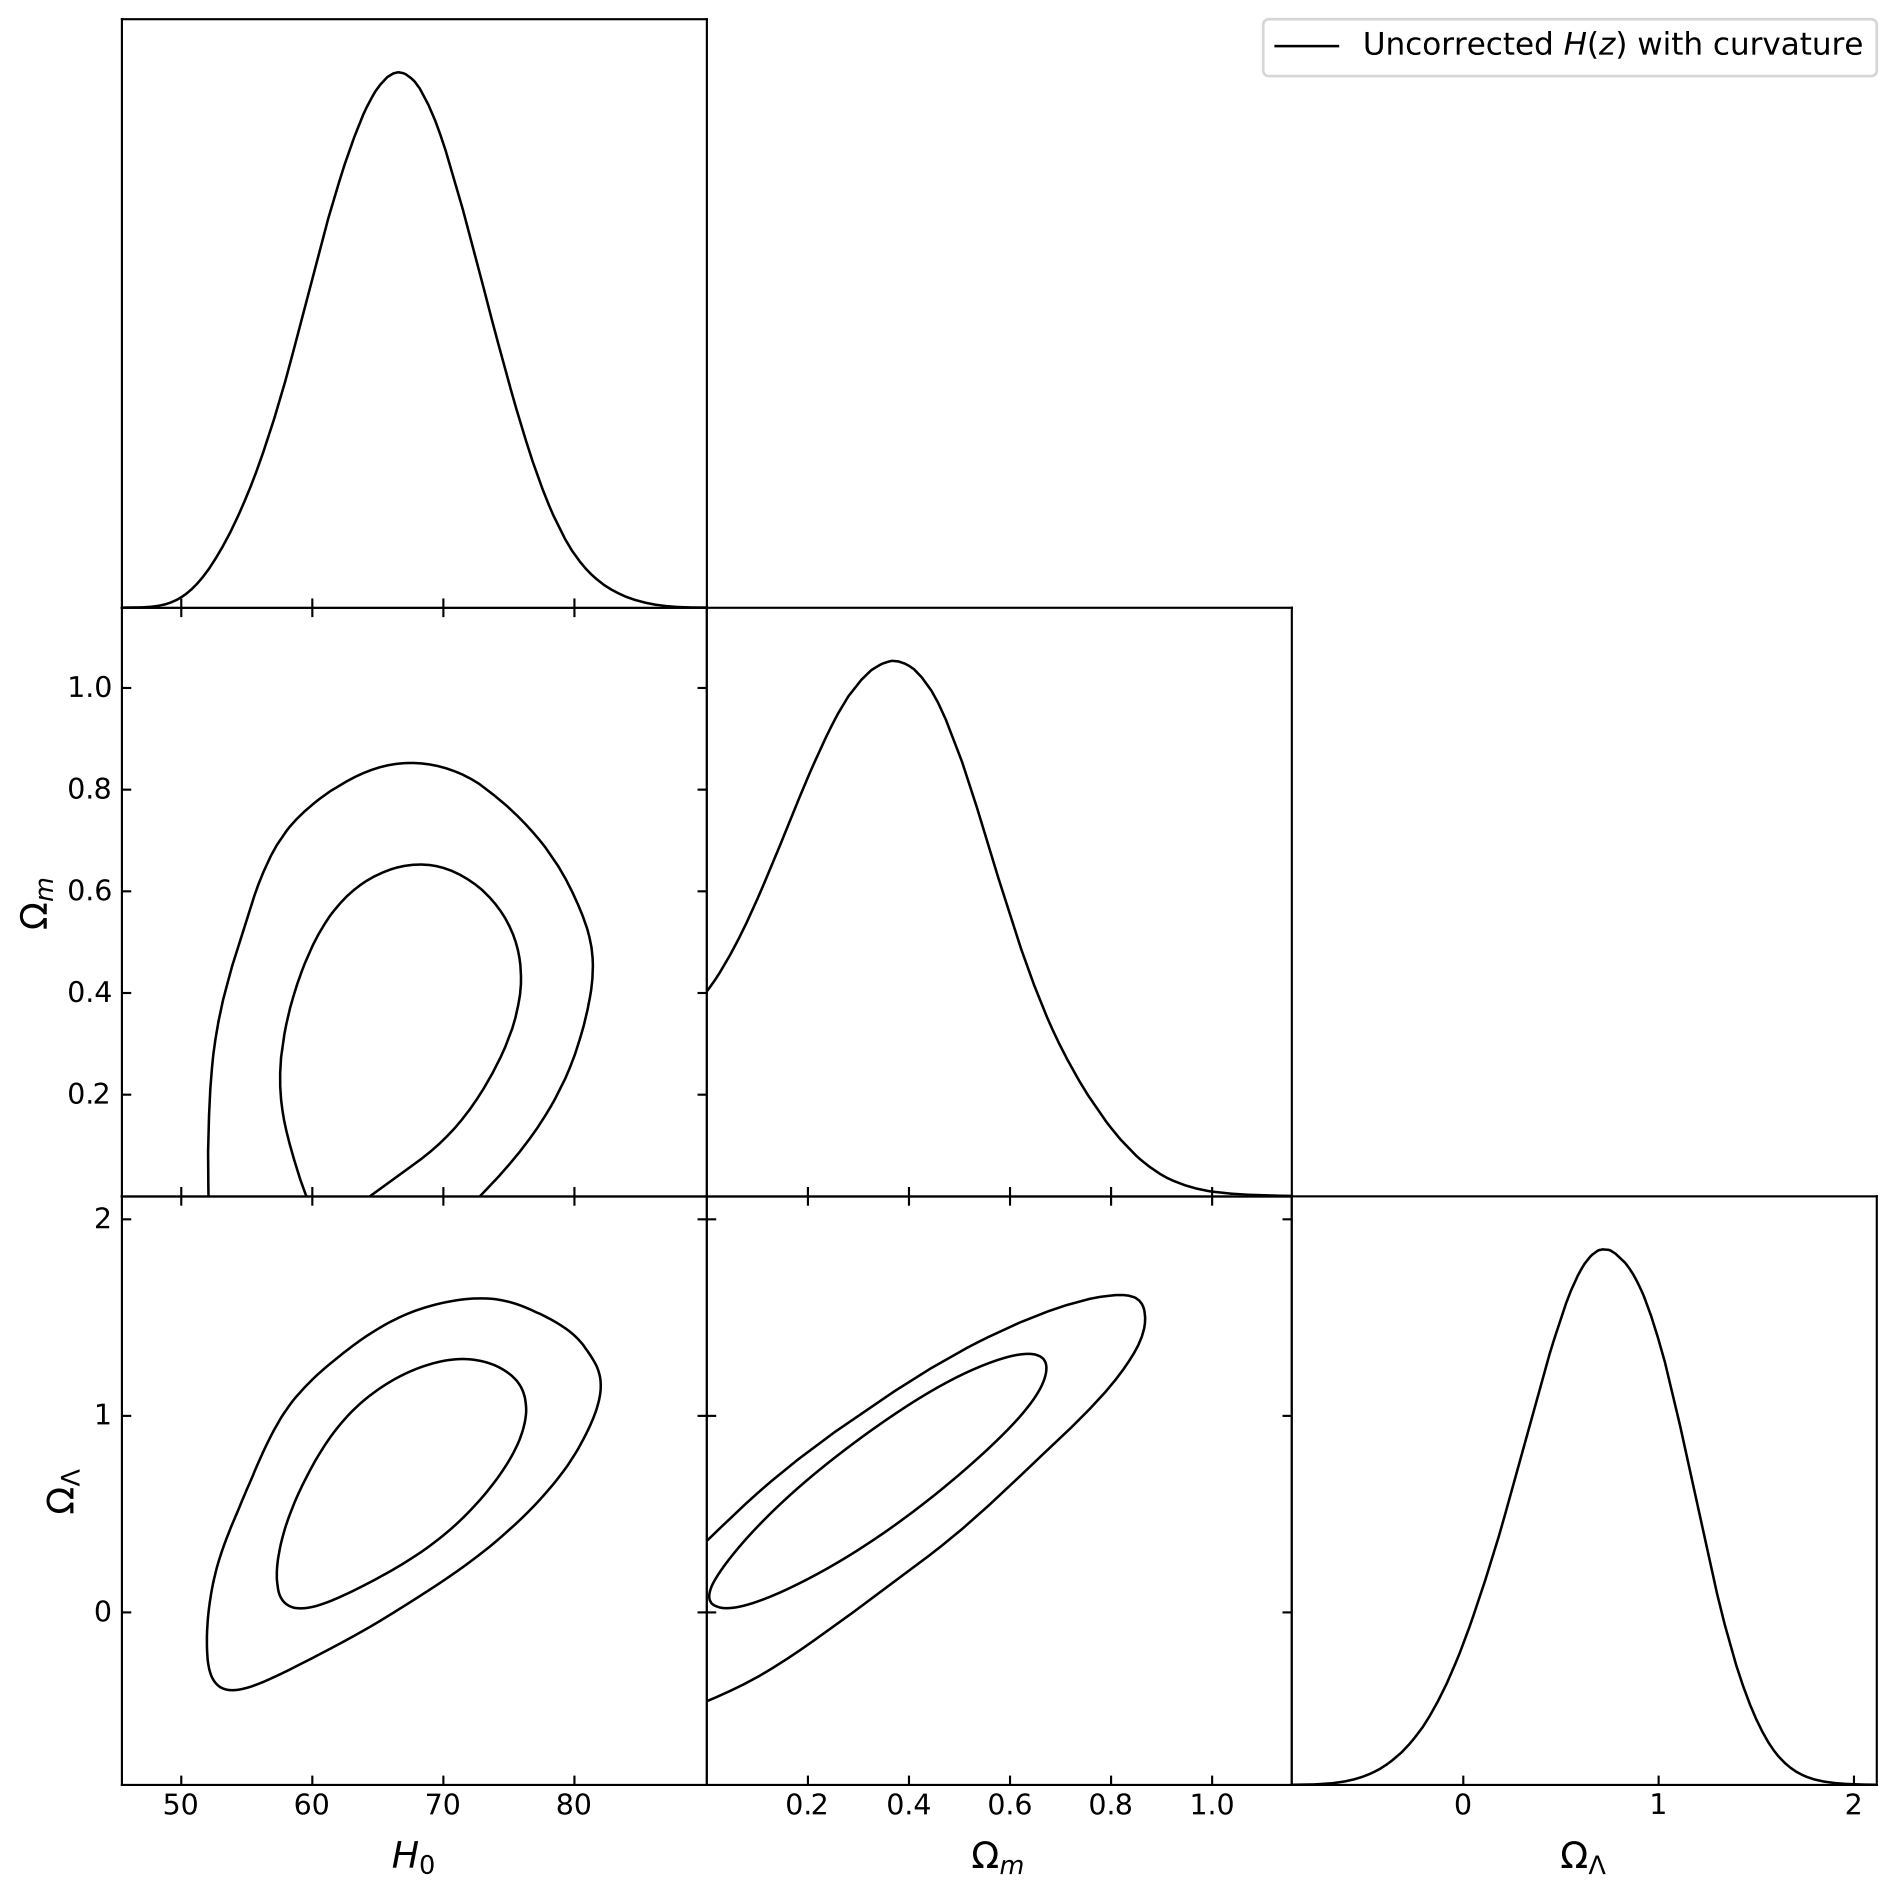 Uncorrected H(z) with curvature
1.0
0.8
0.6
0.4
0.2
Ωm
2
1
0
ΩΛ
50 60 70 80 0.2 0.4 0.6 0.8 1.0 0 1 2
H0 Ωm ΩΛ